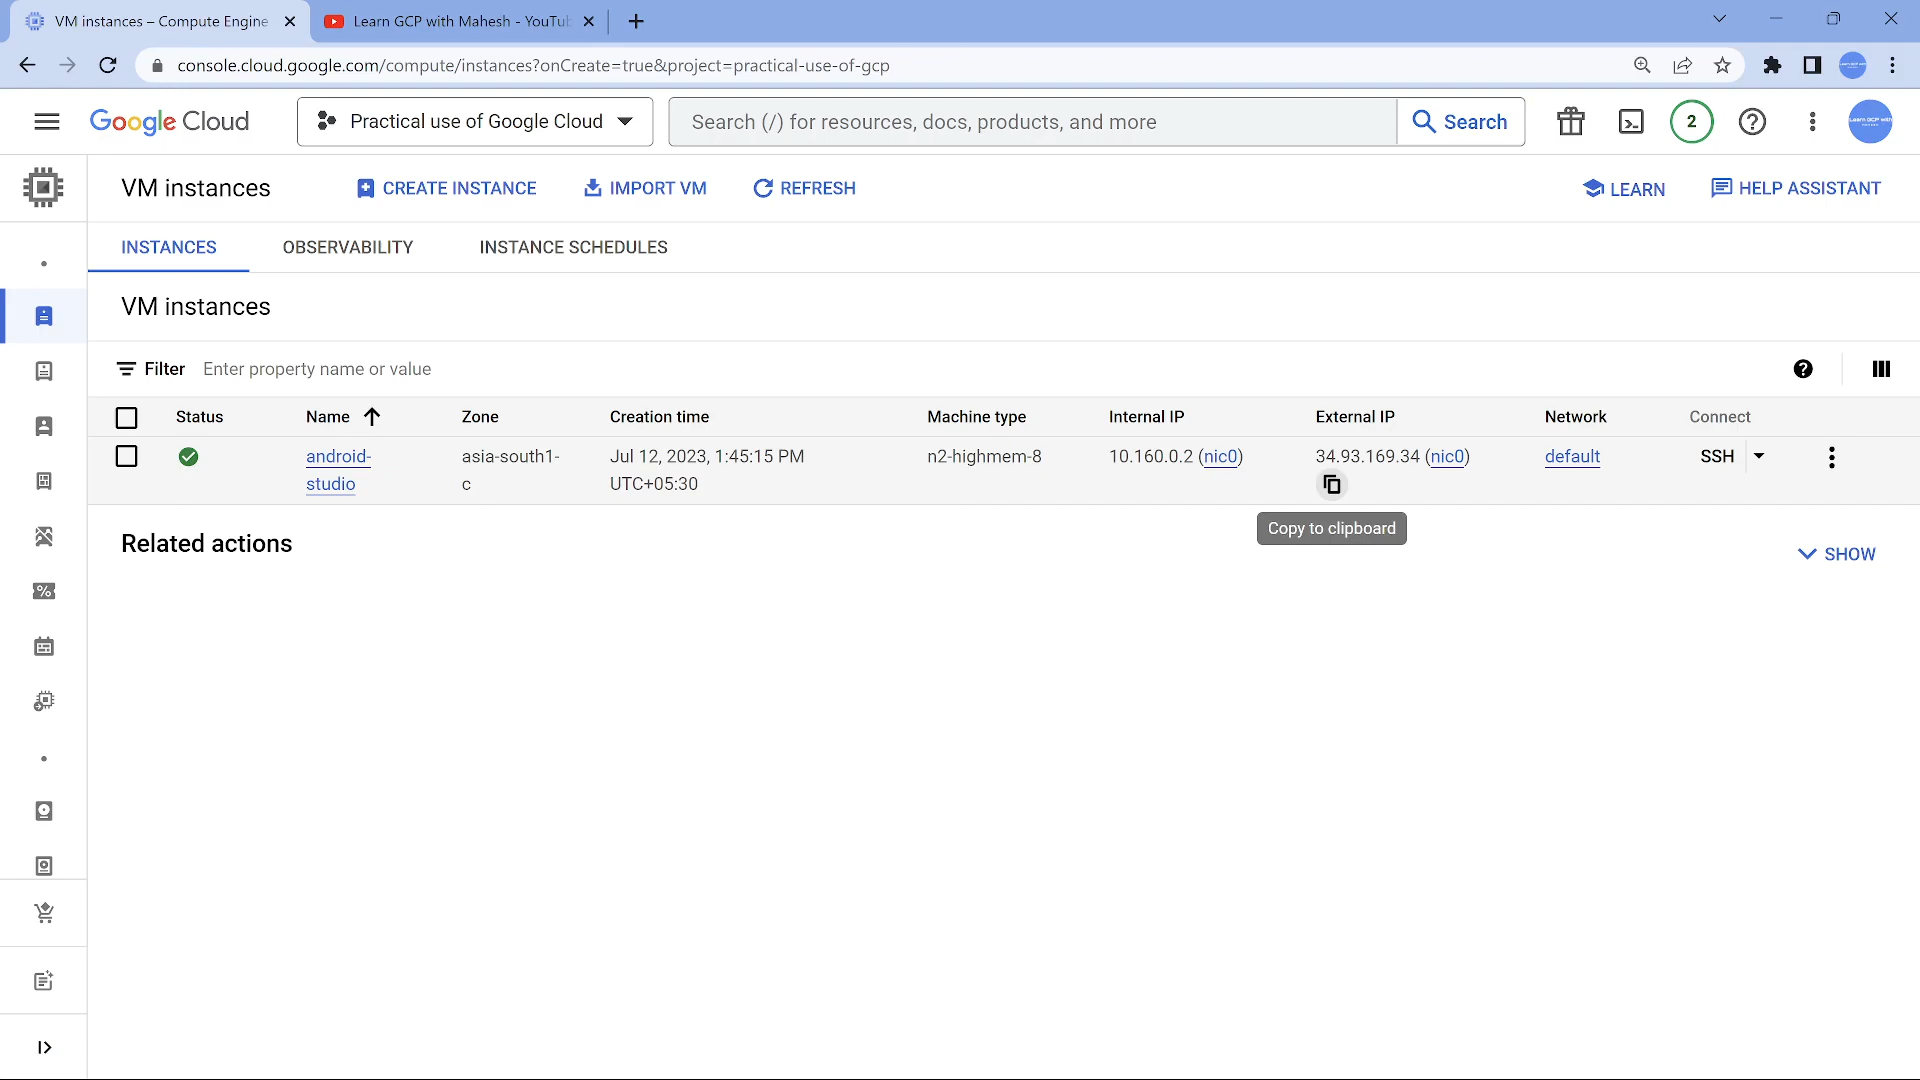 VM instances – Compute Engine
Learn GCP with Mahesh - YouTu
console.cloud.google.com/compute/instances?onCreate=true&project=practical-use-of-gcp
Google Cloud
Practical use of Google Cloud
Search (/) for resources, docs, products, and more
Search
2
VM instances
CREATE INSTANCE
IMPORT VM
REFRESH
LEARN
HELP ASSISTANT
INSTANCES
OBSERVABILITY
INSTANCE SCHEDULES
VM instances
Filter
Enter property name or value
Status
Name
Zone
Creation time
Machine type
Internal IP
External IP
Network
Connect
android-
studio
asia-south1-
c
Jul 12, 2023, 1:45:15 PM
UTC+05:30
n2-highmem-8
10.160.0.2 (nic0)
34.93.169.34 (nic0)
default
SSH
Copy to clipboard
Related actions
SHOW